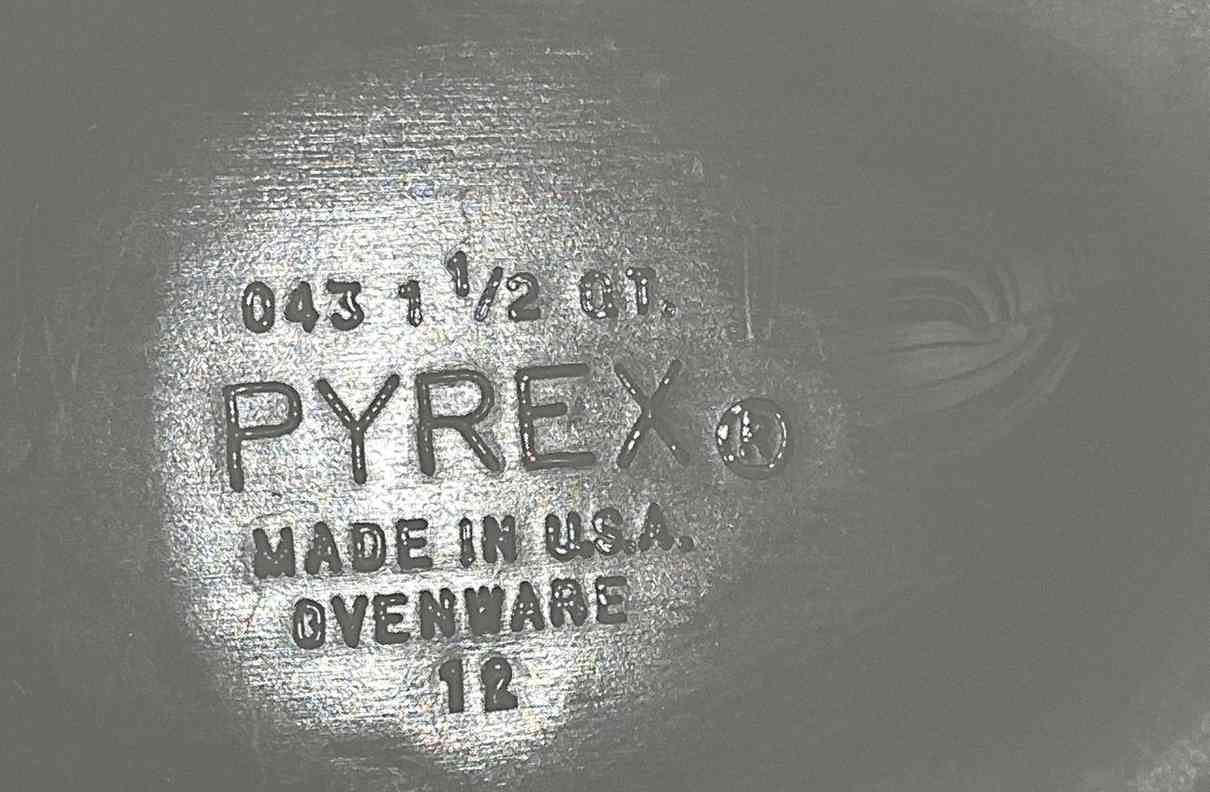 043 1 1/2 QT.
PYREX ®
MADE IN U.S.A.
OVENWARE
12